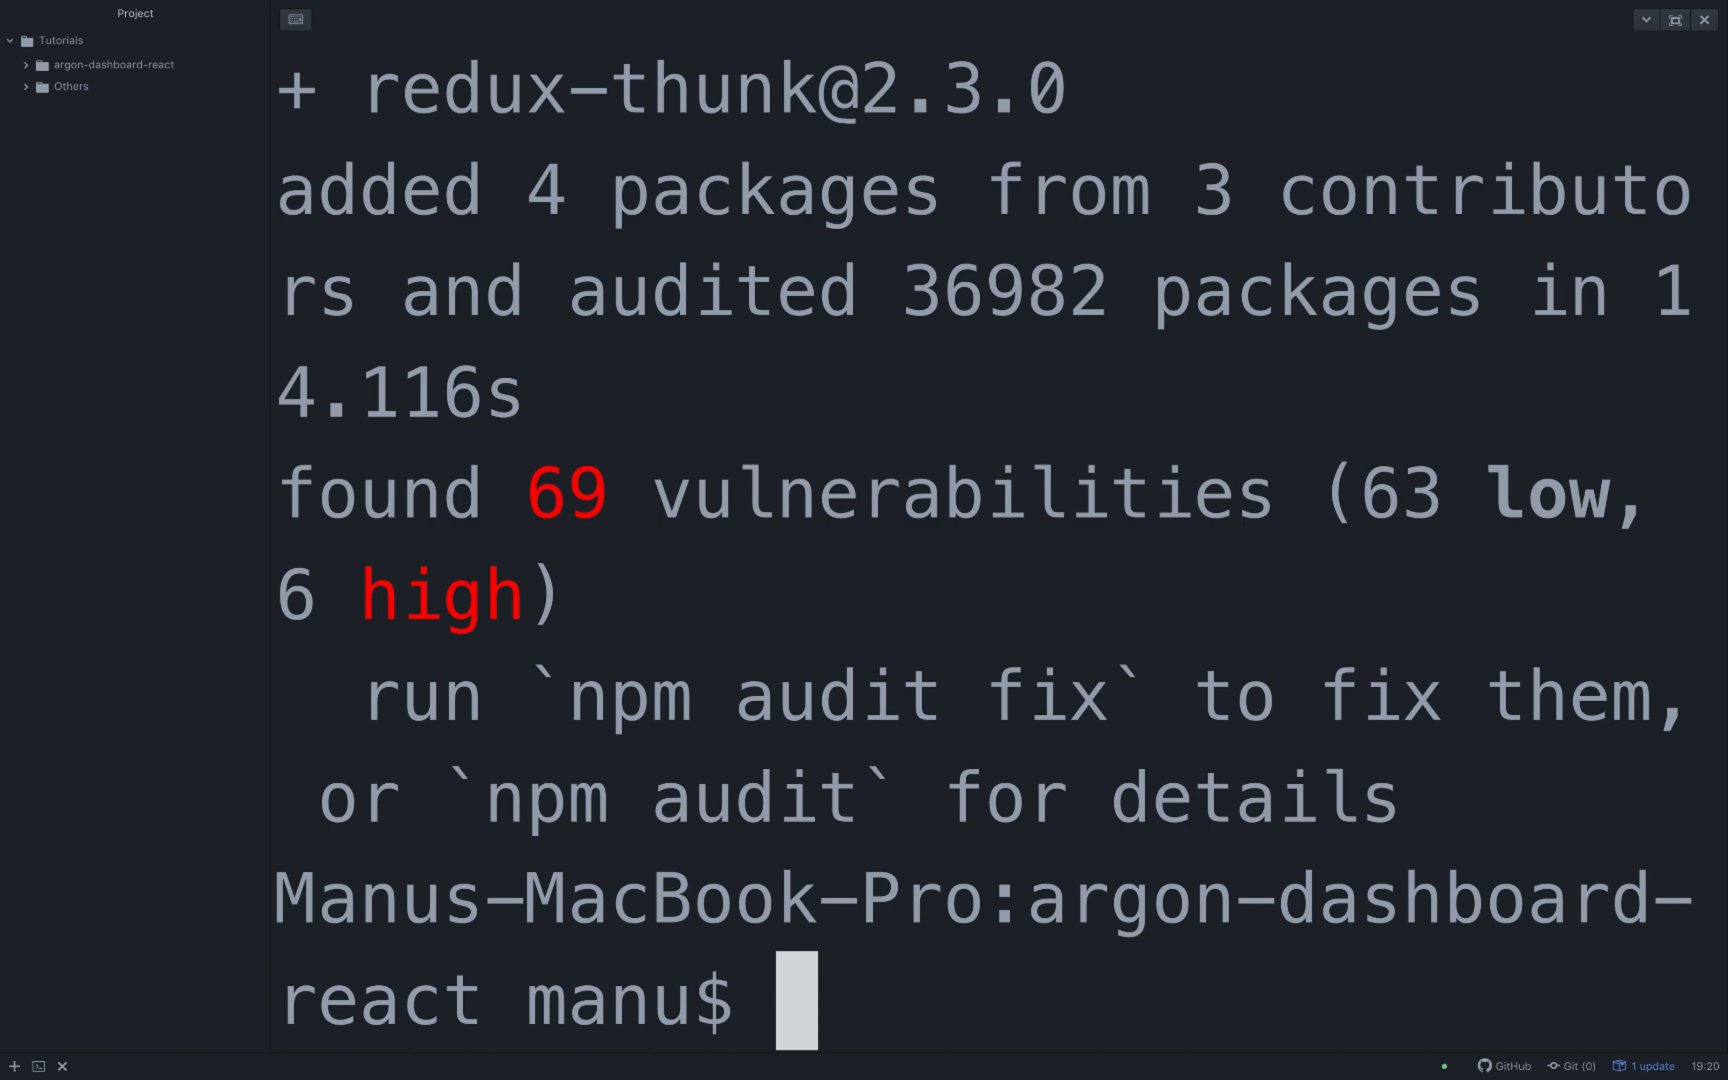 Project
Tutorials
argon-dashboard-react
Others
+ redux-thunk@2.3.0
added 4 packages from 3 contributo
rs and audited 36982 packages in 1
4.116s
found 69 vulnerabilities (63 low,
6 high)
run `npm audit fix` to fix them,
or `npm audit` for details
Manus-MacBook-Pro:argon-dashboard-
react manu$
GitHub Git (0) 1 update 19:20